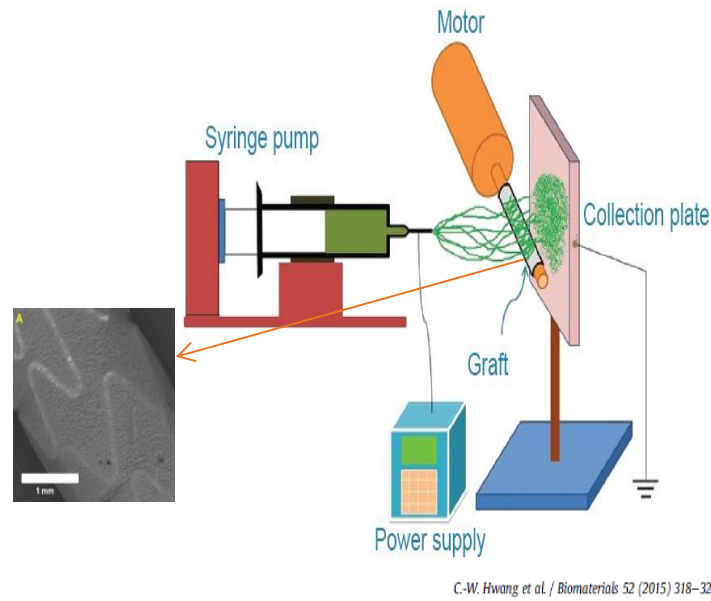 Motor
Syringe pump
Collection plate
Graft
A
1 mm
Power supply
C.-W. Hwang et al. / Biomaterials 52 (2015) 318–32